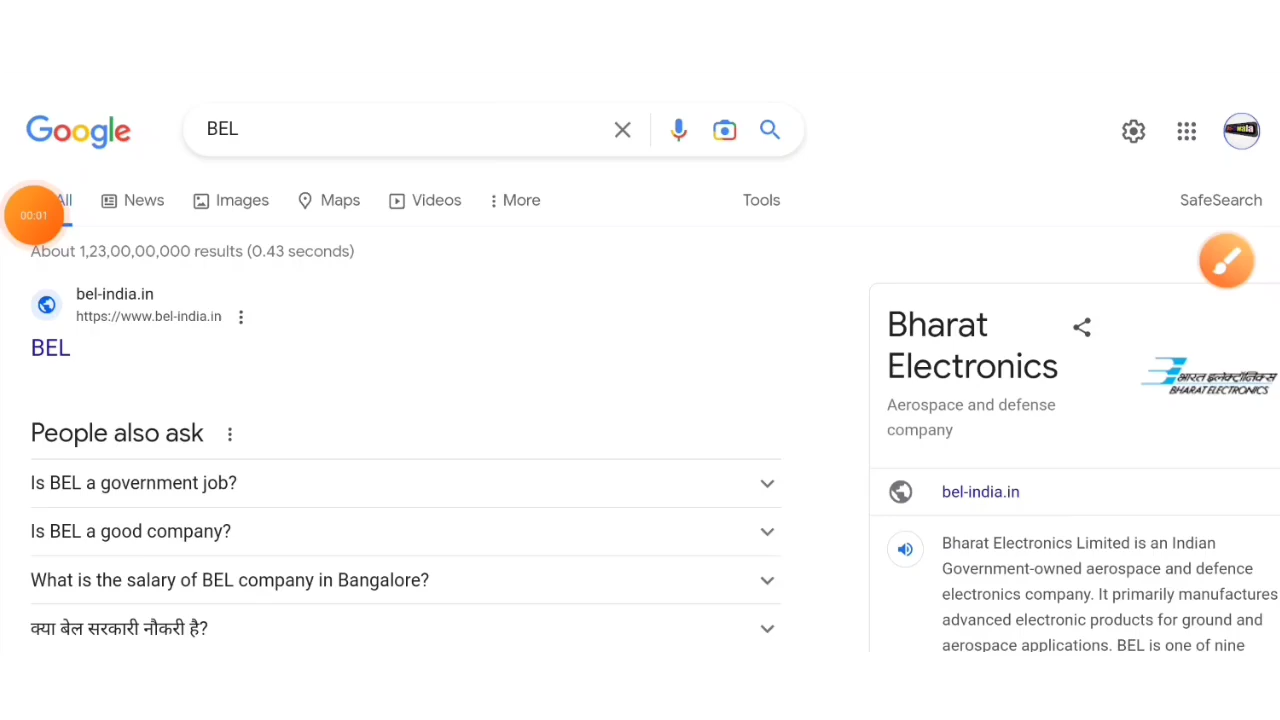 Google
BEL
00:01
All
News
Images
Maps
Videos
More
Tools
SafeSearch
About 1,23,00,00,000 results (0.43 seconds)
bel-india.in
https://www.bel-india.in
BEL
People also ask
Is BEL a government job?
Is BEL a good company?
What is the salary of BEL company in Bangalore?
क्या बेल सरकारी नौकरी है?
Bharat
Electronics
Aerospace and defense
company
भारत इलेक्ट्रॉनिक्स
BHARAT ELECTRONICS
bel-india.in
Bharat Electronics Limited is an Indian
Government-owned aerospace and defence
electronics company. It primarily manufactures
advanced electronic products for ground and
aerospace applications. BEL is one of nine